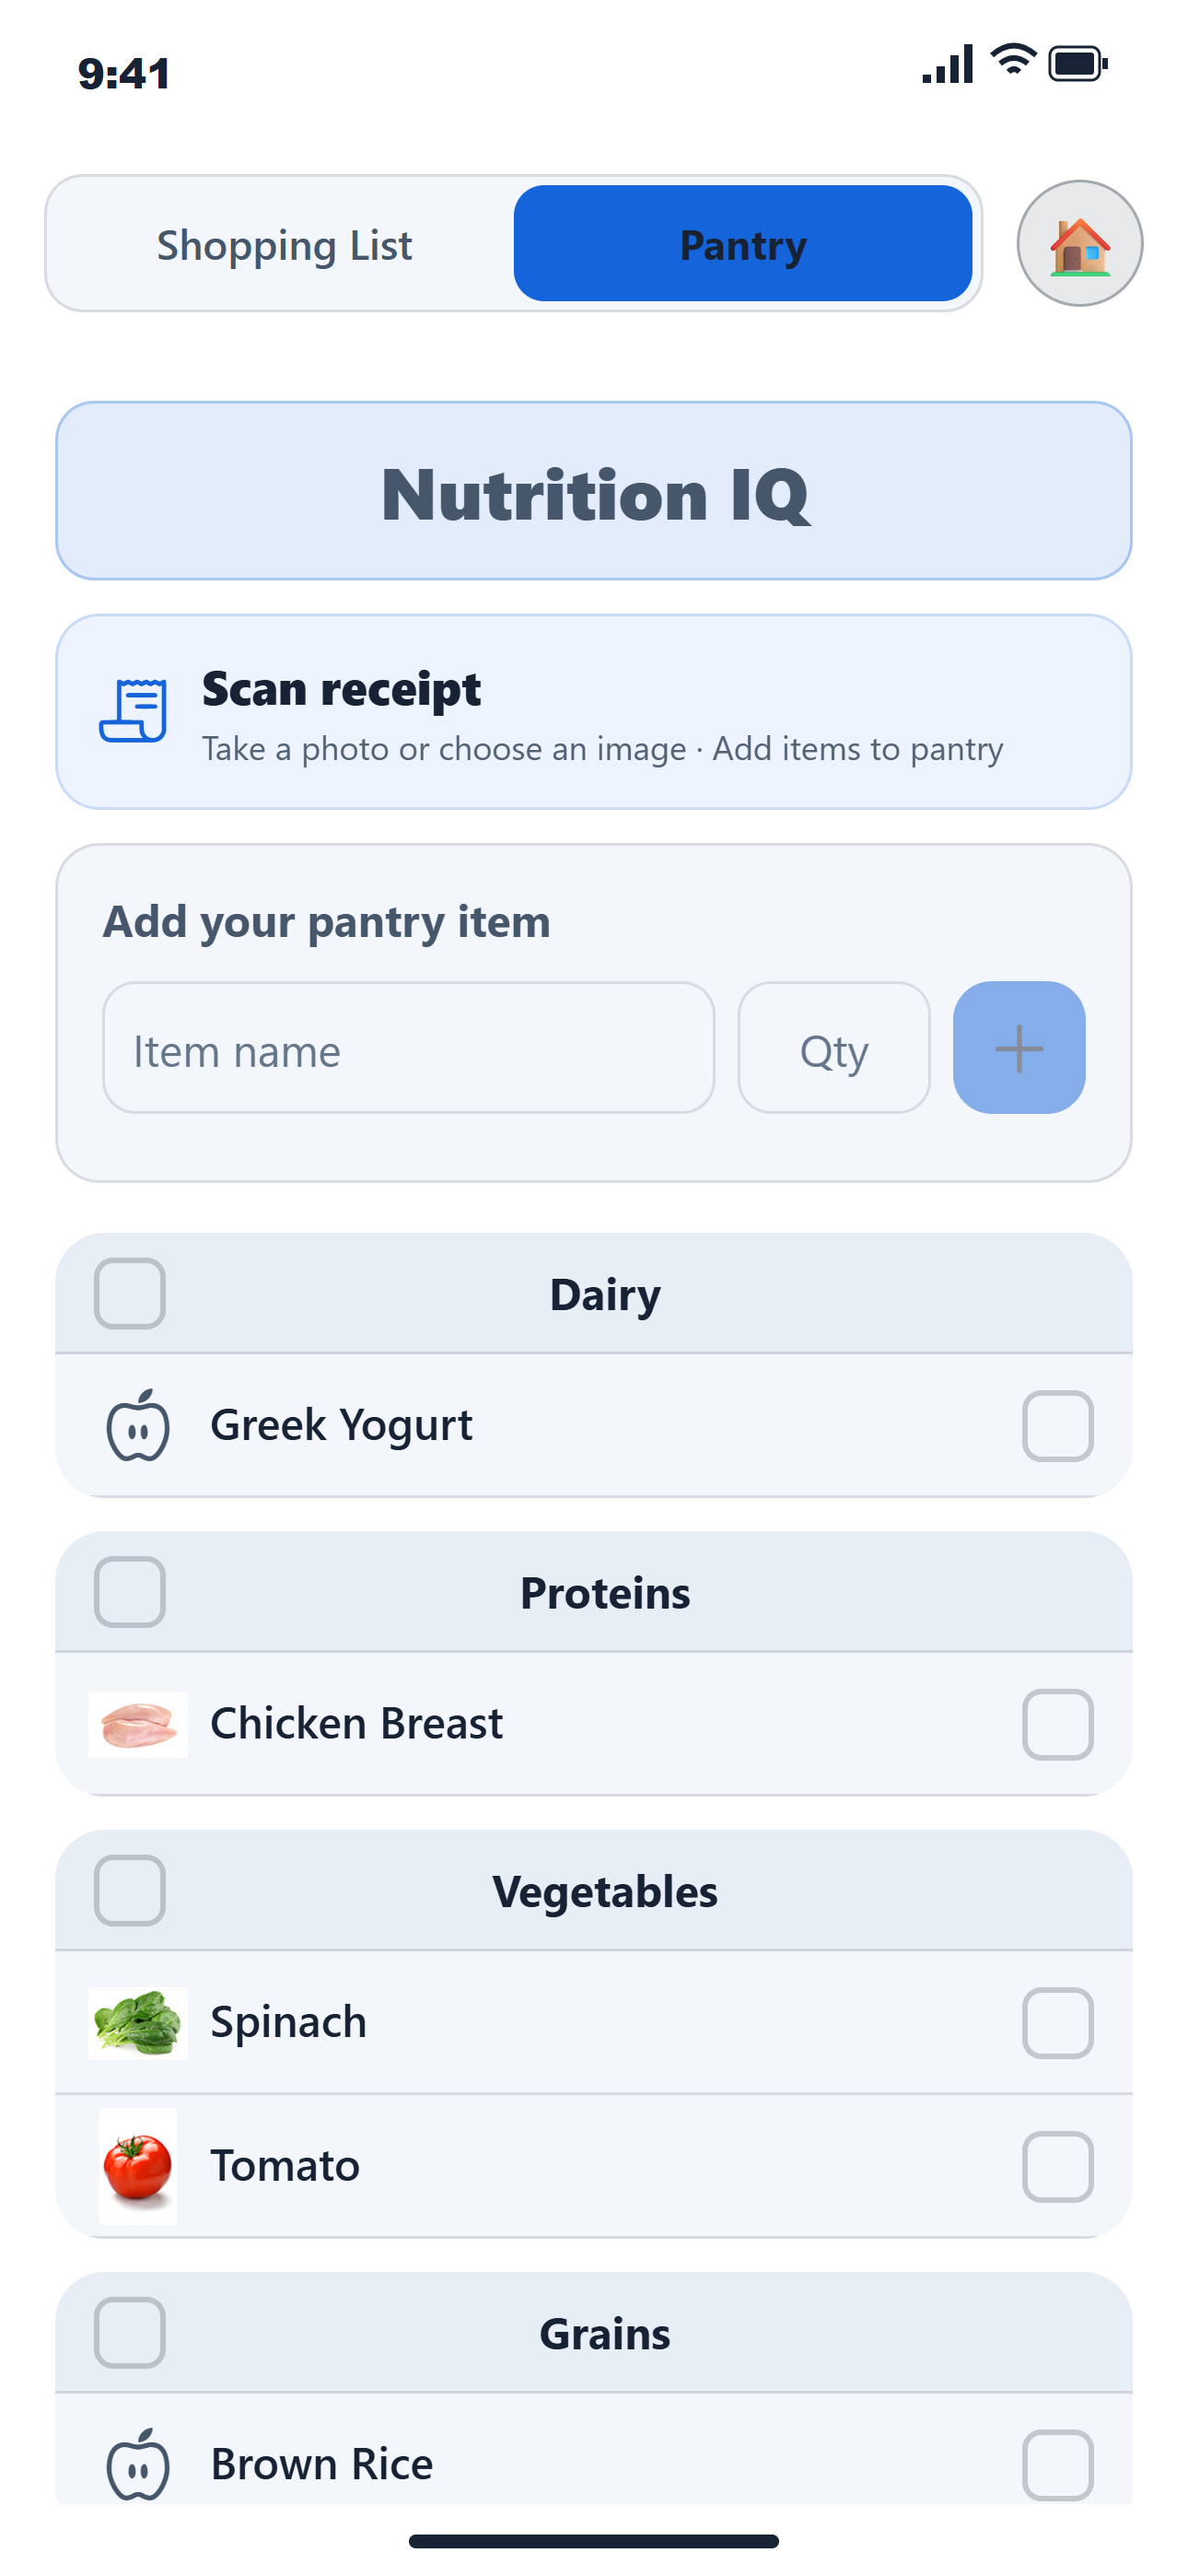 9:41
Shopping List
Pantry
Nutrition IQ
Scan receipt
Take a photo or choose an image · Add items to pantry
Add your pantry item
Item name
Qty
Dairy
Greek Yogurt
Proteins
Chicken Breast
Vegetables
Spinach
Tomato
Grains
Brown Rice